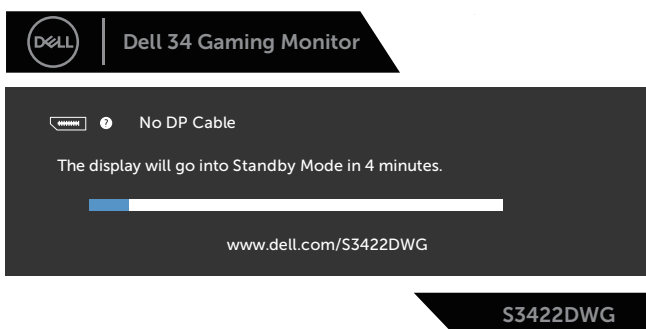 DELL
Dell 34 Gaming Monitor
? No DP Cable
The display will go into Standby Mode in 4 minutes.
www.dell.com/S3422DWG
S3422DWG